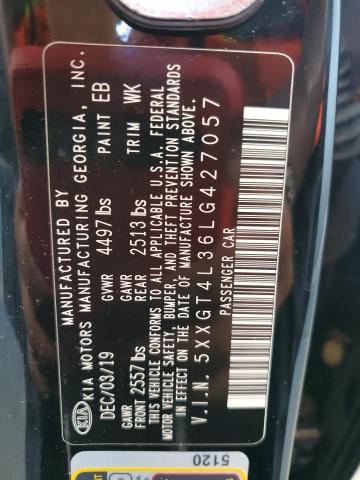 MANUFACTURED BY
KIA KIA MOTORS MANUFACTURING GEORGIA, INC.
DEC/03/19 GVWR 4497 lbs PAINT EB
GAWR FRONT 2557 lbs GAWR REAR 2513 lbs TRIM WK
THIS VEHICLE CONFORMS TO ALL APPLICABLE U.S.A. FEDERAL
MOTOR VEHICLE SAFETY, BUMPER, AND THEFT PREVENTION STANDARDS
IN EFFECT ON THE DATE OF MANUFACTURE SHOWN ABOVE.
V.I.N. 5XXGT4L36LG427057
PASSENGER CAR
5120